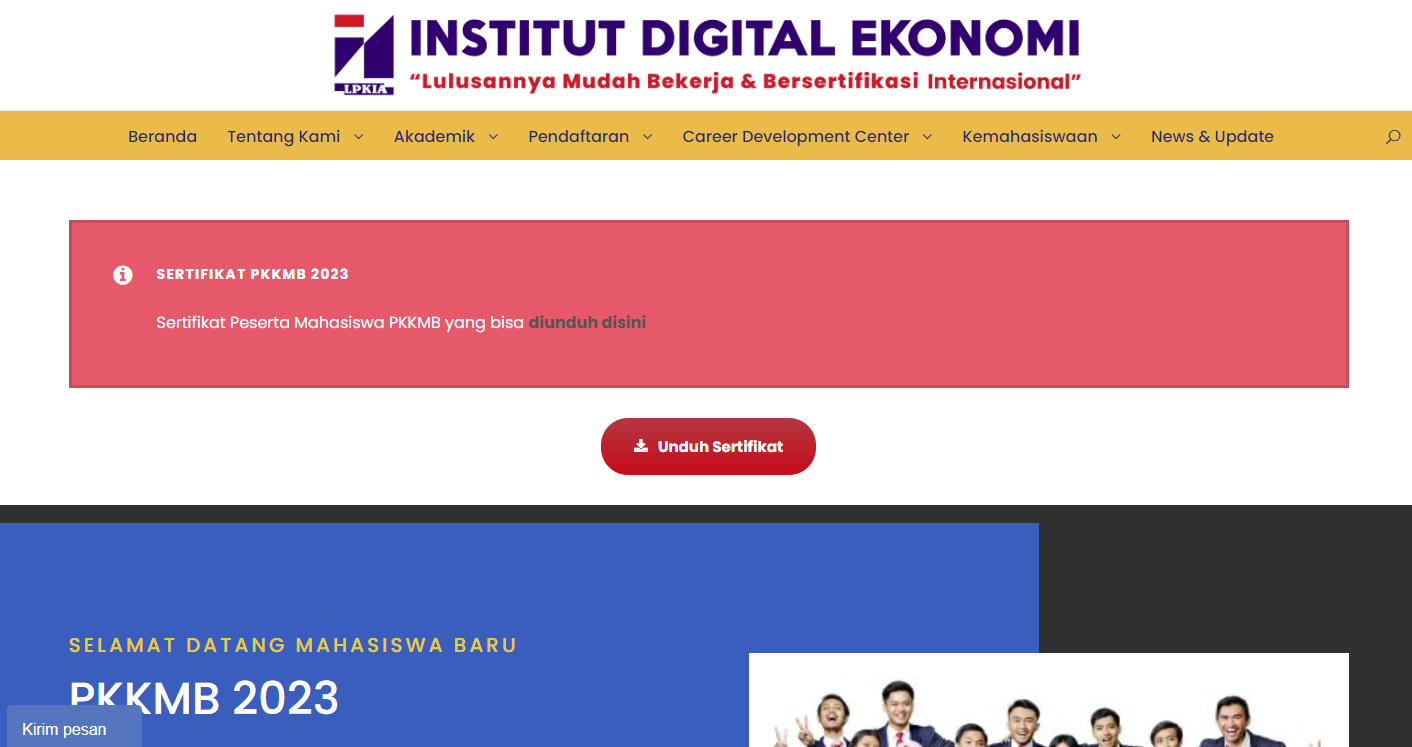 LPKIA
INSTITUT DIGITAL EKONOMI
“Lulusannya Mudah Bekerja & Bersertifikasi Internasional”
Beranda Tentang Kami Akademik Pendaftaran Career Development Center Kemahasiswaan News & Update
SERTIFIKAT PKKMB 2023
Sertifikat Peserta Mahasiswa PKKMB yang bisa diunduh disini
Unduh Sertifikat
SELAMAT DATANG MAHASISWA BARU
PKKMB 2023
Kirim pesan